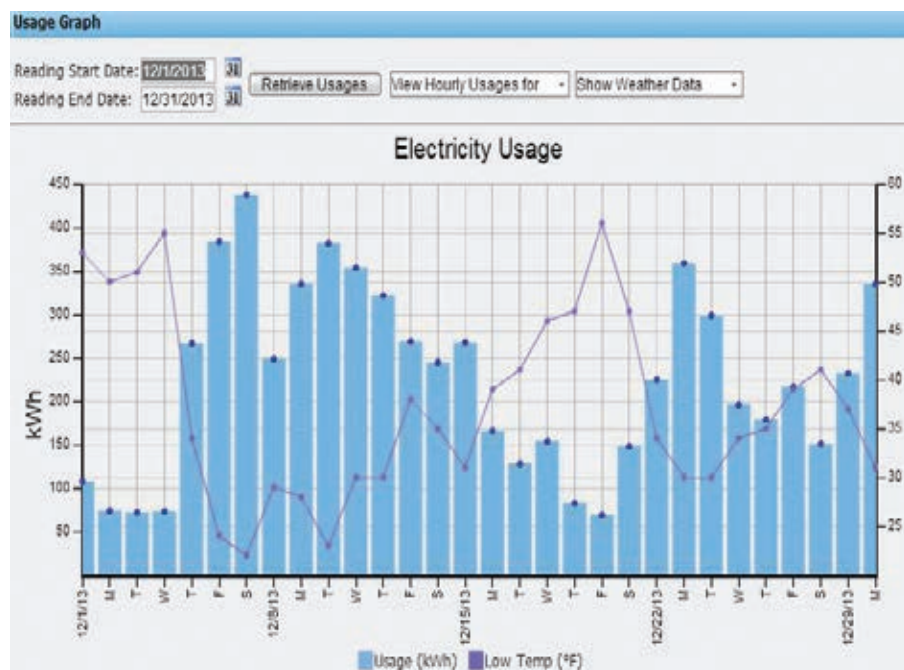 Usage Graph
Reading Start Date: 12/1/2013
Reading End Date: 12/31/2013
Retrieve Usages
View Hourly Usages for
Show Weather Data
Electricity Usage
450
400
350
300
250
200
150
100
50
kWh
60
55
50
45
40
35
30
25
12/1/13 M T W T F S 12/8/13 M T W T F S 12/15/13 M T W T F S 12/22/13 M T W T F S 12/29/13 M
Usage (kWh) Low Temp (°F)